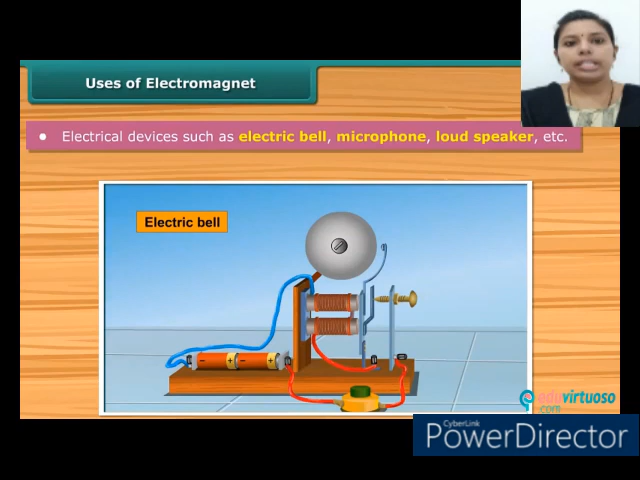 Uses of Electromagnet
● Electrical devices such as electric bell, microphone, loud speaker, etc.
Electric bell
+ − + 
eduvirtuoso
.com
CyberLink
PowerDirector